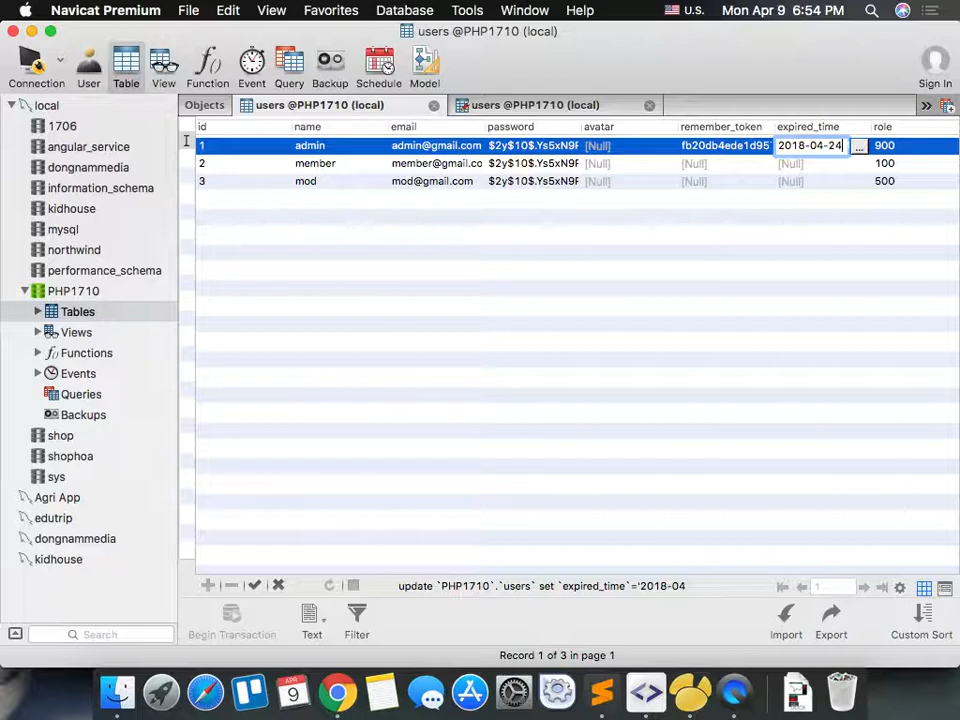 Navicat Premium File Edit View Favorites Tools Database Window Help U.S. Mon Apr 9 6:54 PM
users @PHP1710 (local)
Connection User Table View Function Event Query Backup Schedule Model Sign In
local
1706
angular_service
dongnammedia
information_schema
kidhouse
mysql
northwind
performance_schema
PHP1710
Tables
Views
Functions
Events
Queries
Backups
shop
shophoa
sys
Agri App
edutrip
dongnammedia
kidhouse
Search
Objects users @PHP1710 (local) users @PHP1710 (local)
id name email password avatar remember_token expired_time role
1 admin admin@gmail.com $2y$10$.Ys5xN9F [Null] fb20db4ede1d95 2018-04-24 ... 900
2 member member@gmail.co $2y$10$.Ys5xN9F [Null] [Null] [Null] 100
3 mod mod@gmail.com $2y$10$.Ys5xN9F [Null] [Null] [Null] 500
update `PHP1710`.`users` set `expired_time`='2018-04 1
Begin Transaction Text Filter Import Export Custom Sort
Record 1 of 3 in page 1
APR
9